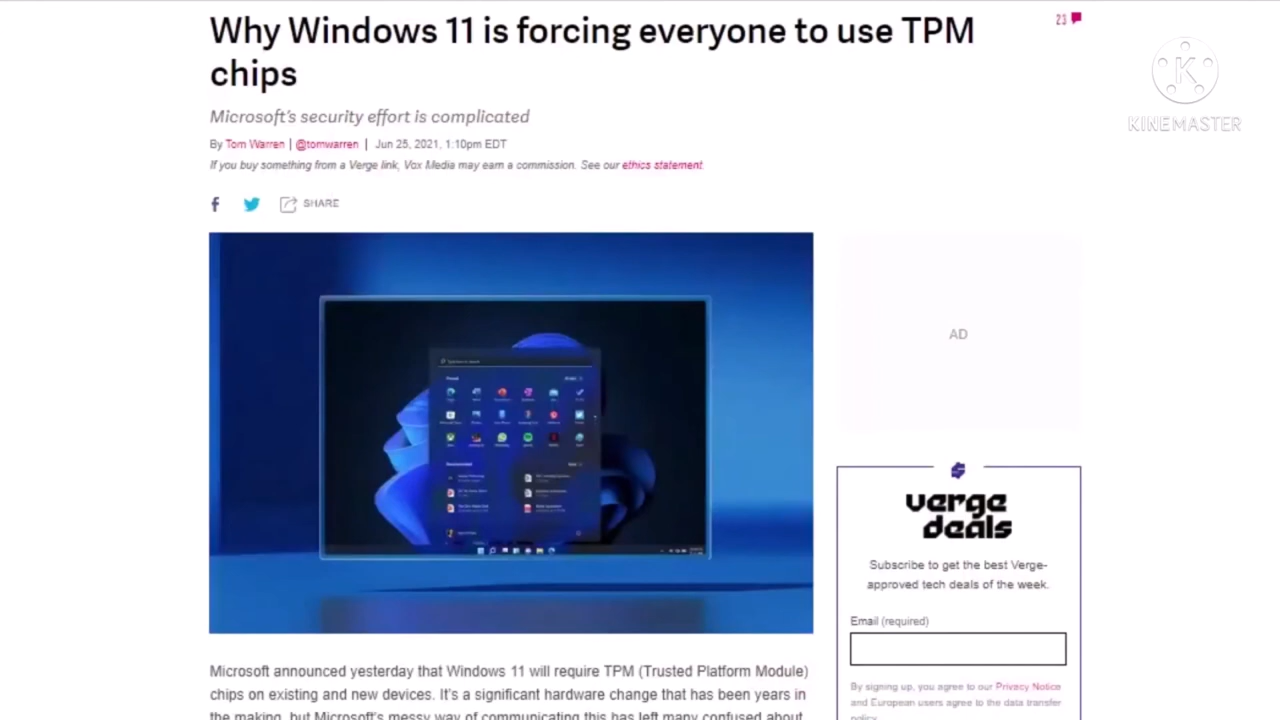 Why Windows 11 is forcing everyone to use TPM
chips
23
KINEMASTER
Microsoft's security effort is complicated
By Tom Warren | @tomwarren | Jun 25, 2021, 1:10pm EDT
If you buy something from a Verge link, Vox Media may earn a commission. See our ethics statement.
SHARE
AD
verge
deals
Subscribe to get the best Verge-
approved tech deals of the week.
Email (required)
By signing up, you agree to our Privacy Notice
and European users agree to the data transfer
policy
Microsoft announced yesterday that Windows 11 will require TPM (Trusted Platform Module)
chips on existing and new devices. It's a significant hardware change that has been years in
the making, but Microsoft's messy way of communicating this has left many confused about